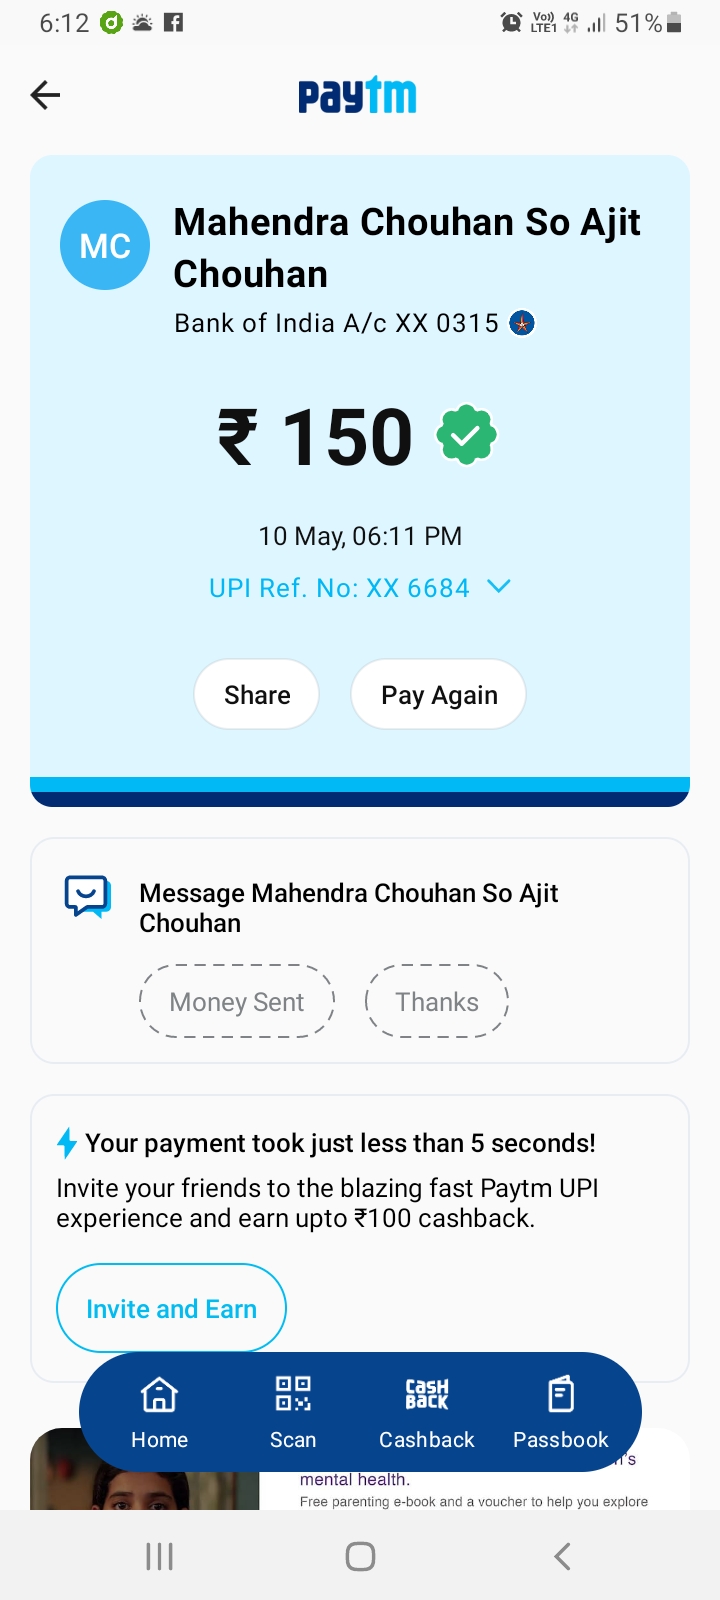 6:12
Vo)) 4G
LTE1 51%
paytm
MC
Mahendra Chouhan So Ajit
Chouhan
Bank of India A/c XX 0315
₹ 150
10 May, 06:11 PM
UPI Ref. No: XX 6684
Share Pay Again
Message Mahendra Chouhan So Ajit
Chouhan
Money Sent Thanks
Your payment took just less than 5 seconds!
Invite your friends to the blazing fast Paytm UPI
experience and earn upto ₹100 cashback.
Invite and Earn
CASH
BACK
Home Scan Cashback Passbook
mental health.
Free parenting e-book and a voucher to help you explore